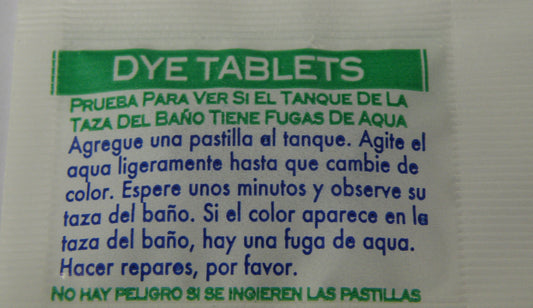 DYE TABLETS
PRUEBA PARA VER SI EL TANQUE DE LA
TAZA DEL BAÑO TIENE FUGAS DE AQUA
Agregue una pastilla al tanque. Agite el
aqua ligeramente hasta que cambie de
color. Espere unos minutos y observe su
taza del baño. Si el color aparece en la
taza del baño, hay una fuga de aqua.
Hacer repares, por favor.
NO HAY PELIGRO SI SE INGIEREN LAS PASTILLAS